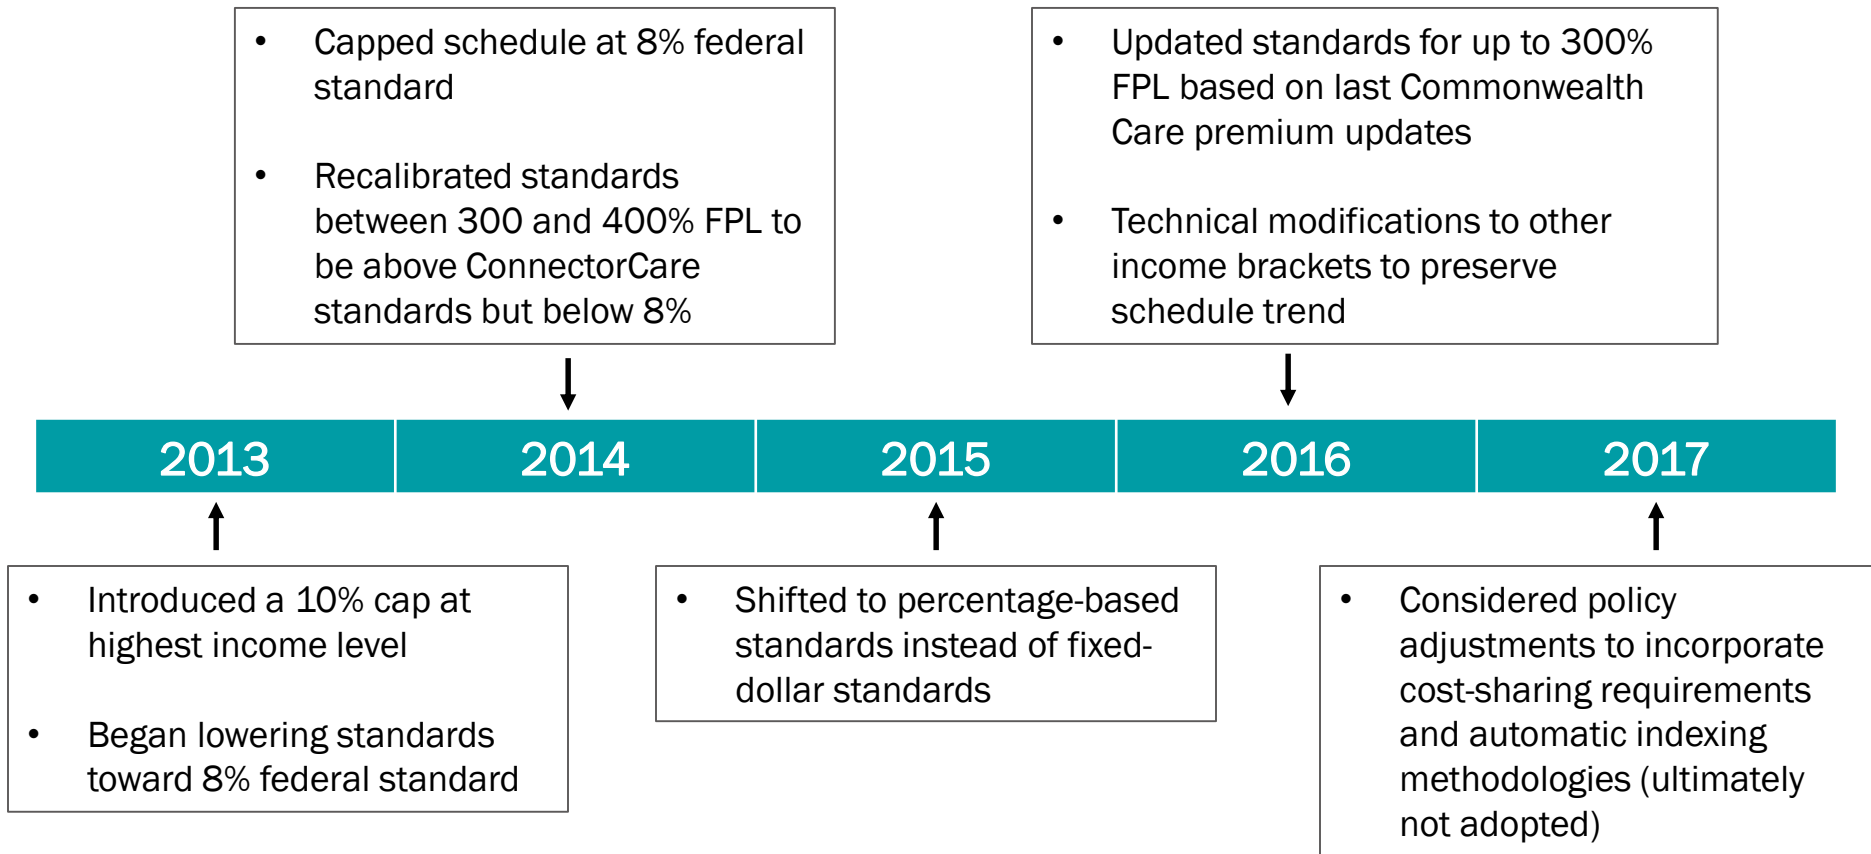 • Capped schedule at 8% federal
standard
• Recalibrated standards
between 300 and 400% FPL to
be above ConnectorCare
standards but below 8%
• Updated standards for up to 300%
FPL based on last Commonwealth
Care premium updates
• Technical modifications to other
income brackets to preserve
schedule trend
2013
2014
2015
2016
2017
• Introduced a 10% cap at
highest income level
• Began lowering standards
toward 8% federal standard
• Shifted to percentage-based
standards instead of fixed-
dollar standards
• Considered policy
adjustments to incorporate
cost-sharing requirements
and automatic indexing
methodologies (ultimately
not adopted)